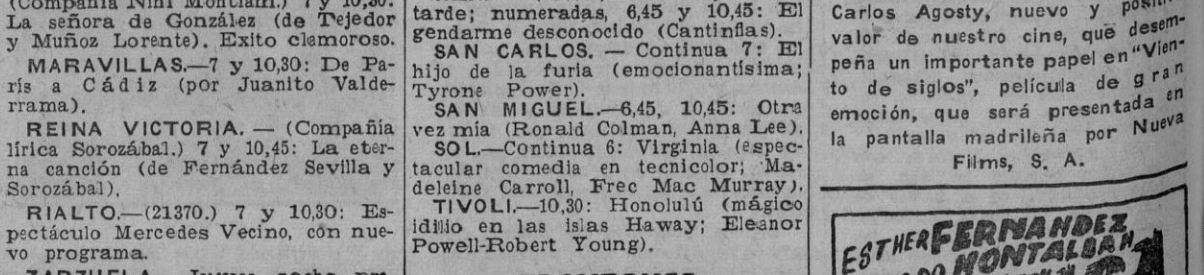 (Compañía Nini Montiam.) 7 y 10,30:
La señora de González (de Tejedor
y Muñoz Lorente). Exito clamoroso.
MARAVILLAS.—7 y 10,30: De Pa-
rís a Cádiz (por Juanito Valde-
rrama).
REINA VICTORIA. — (Compañía
lírica Sorozábal.) 7 y 10,45: La eter-
na canción (de Fernández Sevilla y
Sorozábal).
RIALTO.—(21370.) 7 y 10,30: Es-
pectáculo Mercedes Vecino, con nue-
vo programa.
tarde; numeradas, 6,45 y 10,45: El
gendarme desconocido (Cantinflas).
SAN CARLOS. — Continua 7: El
hijo de la furia (emocionantísima;
Tyrone Power).
SAN MIGUEL.—6,45, 10,45: Otra
vez mía (Ronald Colman, Anna Lee).
SOL.—Continua 6: Virginia (espec-
tacular comedia en tecnicolor; Ma-
deleine Carroll, Frec Mac Murray).
TIVOLI.—10,30: Honolulú (mágico
idilio en las islas Haway; Eleanor
Powell-Robert Young).
Carlos Agosty, nuevo y
valor de nuestro cine, que desem-
peña un importante papel en "Vien-
to de siglos", película de gran
emoción, que será presentada en
la pantalla madrileña por Nueva
Films, S. A.
ESTHER FERNANDEZ
MONTALBAN